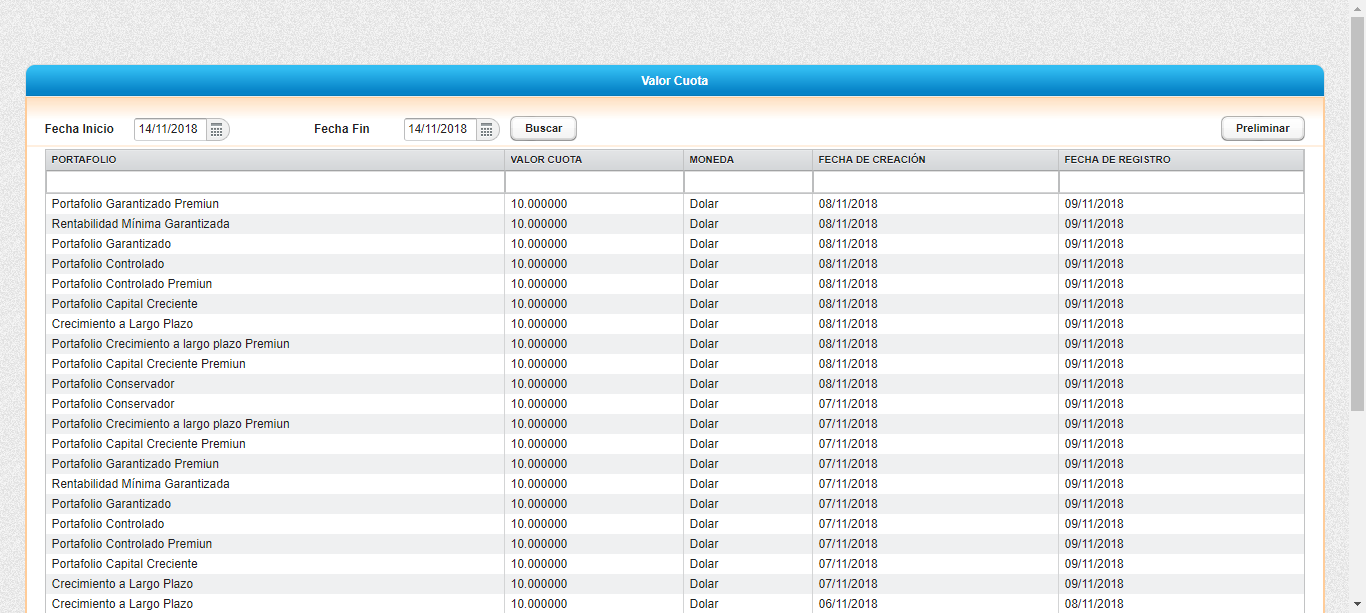 Valor Cuota
Fecha Inicio 14/11/2018 Fecha Fin 14/11/2018 Buscar Preliminar
PORTAFOLIO VALOR CUOTA MONEDA FECHA DE CREACIÓN FECHA DE REGISTRO
Portafolio Garantizado Premiun 10.000000 Dolar 08/11/2018 09/11/2018
Rentabilidad Mínima Garantizada 10.000000 Dolar 08/11/2018 09/11/2018
Portafolio Garantizado 10.000000 Dolar 08/11/2018 09/11/2018
Portafolio Controlado 10.000000 Dolar 08/11/2018 09/11/2018
Portafolio Controlado Premiun 10.000000 Dolar 08/11/2018 09/11/2018
Portafolio Capital Creciente 10.000000 Dolar 08/11/2018 09/11/2018
Crecimiento a Largo Plazo 10.000000 Dolar 08/11/2018 09/11/2018
Portafolio Crecimiento a largo plazo Premiun 10.000000 Dolar 08/11/2018 09/11/2018
Portafolio Capital Creciente Premiun 10.000000 Dolar 08/11/2018 09/11/2018
Portafolio Conservador 10.000000 Dolar 08/11/2018 09/11/2018
Portafolio Conservador 10.000000 Dolar 07/11/2018 09/11/2018
Portafolio Crecimiento a largo plazo Premiun 10.000000 Dolar 07/11/2018 09/11/2018
Portafolio Capital Creciente Premiun 10.000000 Dolar 07/11/2018 09/11/2018
Portafolio Garantizado Premiun 10.000000 Dolar 07/11/2018 09/11/2018
Rentabilidad Mínima Garantizada 10.000000 Dolar 07/11/2018 09/11/2018
Portafolio Garantizado 10.000000 Dolar 07/11/2018 09/11/2018
Portafolio Controlado 10.000000 Dolar 07/11/2018 09/11/2018
Portafolio Controlado Premiun 10.000000 Dolar 07/11/2018 09/11/2018
Portafolio Capital Creciente 10.000000 Dolar 07/11/2018 09/11/2018
Crecimiento a Largo Plazo 10.000000 Dolar 07/11/2018 09/11/2018
Crecimiento a Largo Plazo 10.000000 Dolar 06/11/2018 08/11/2018